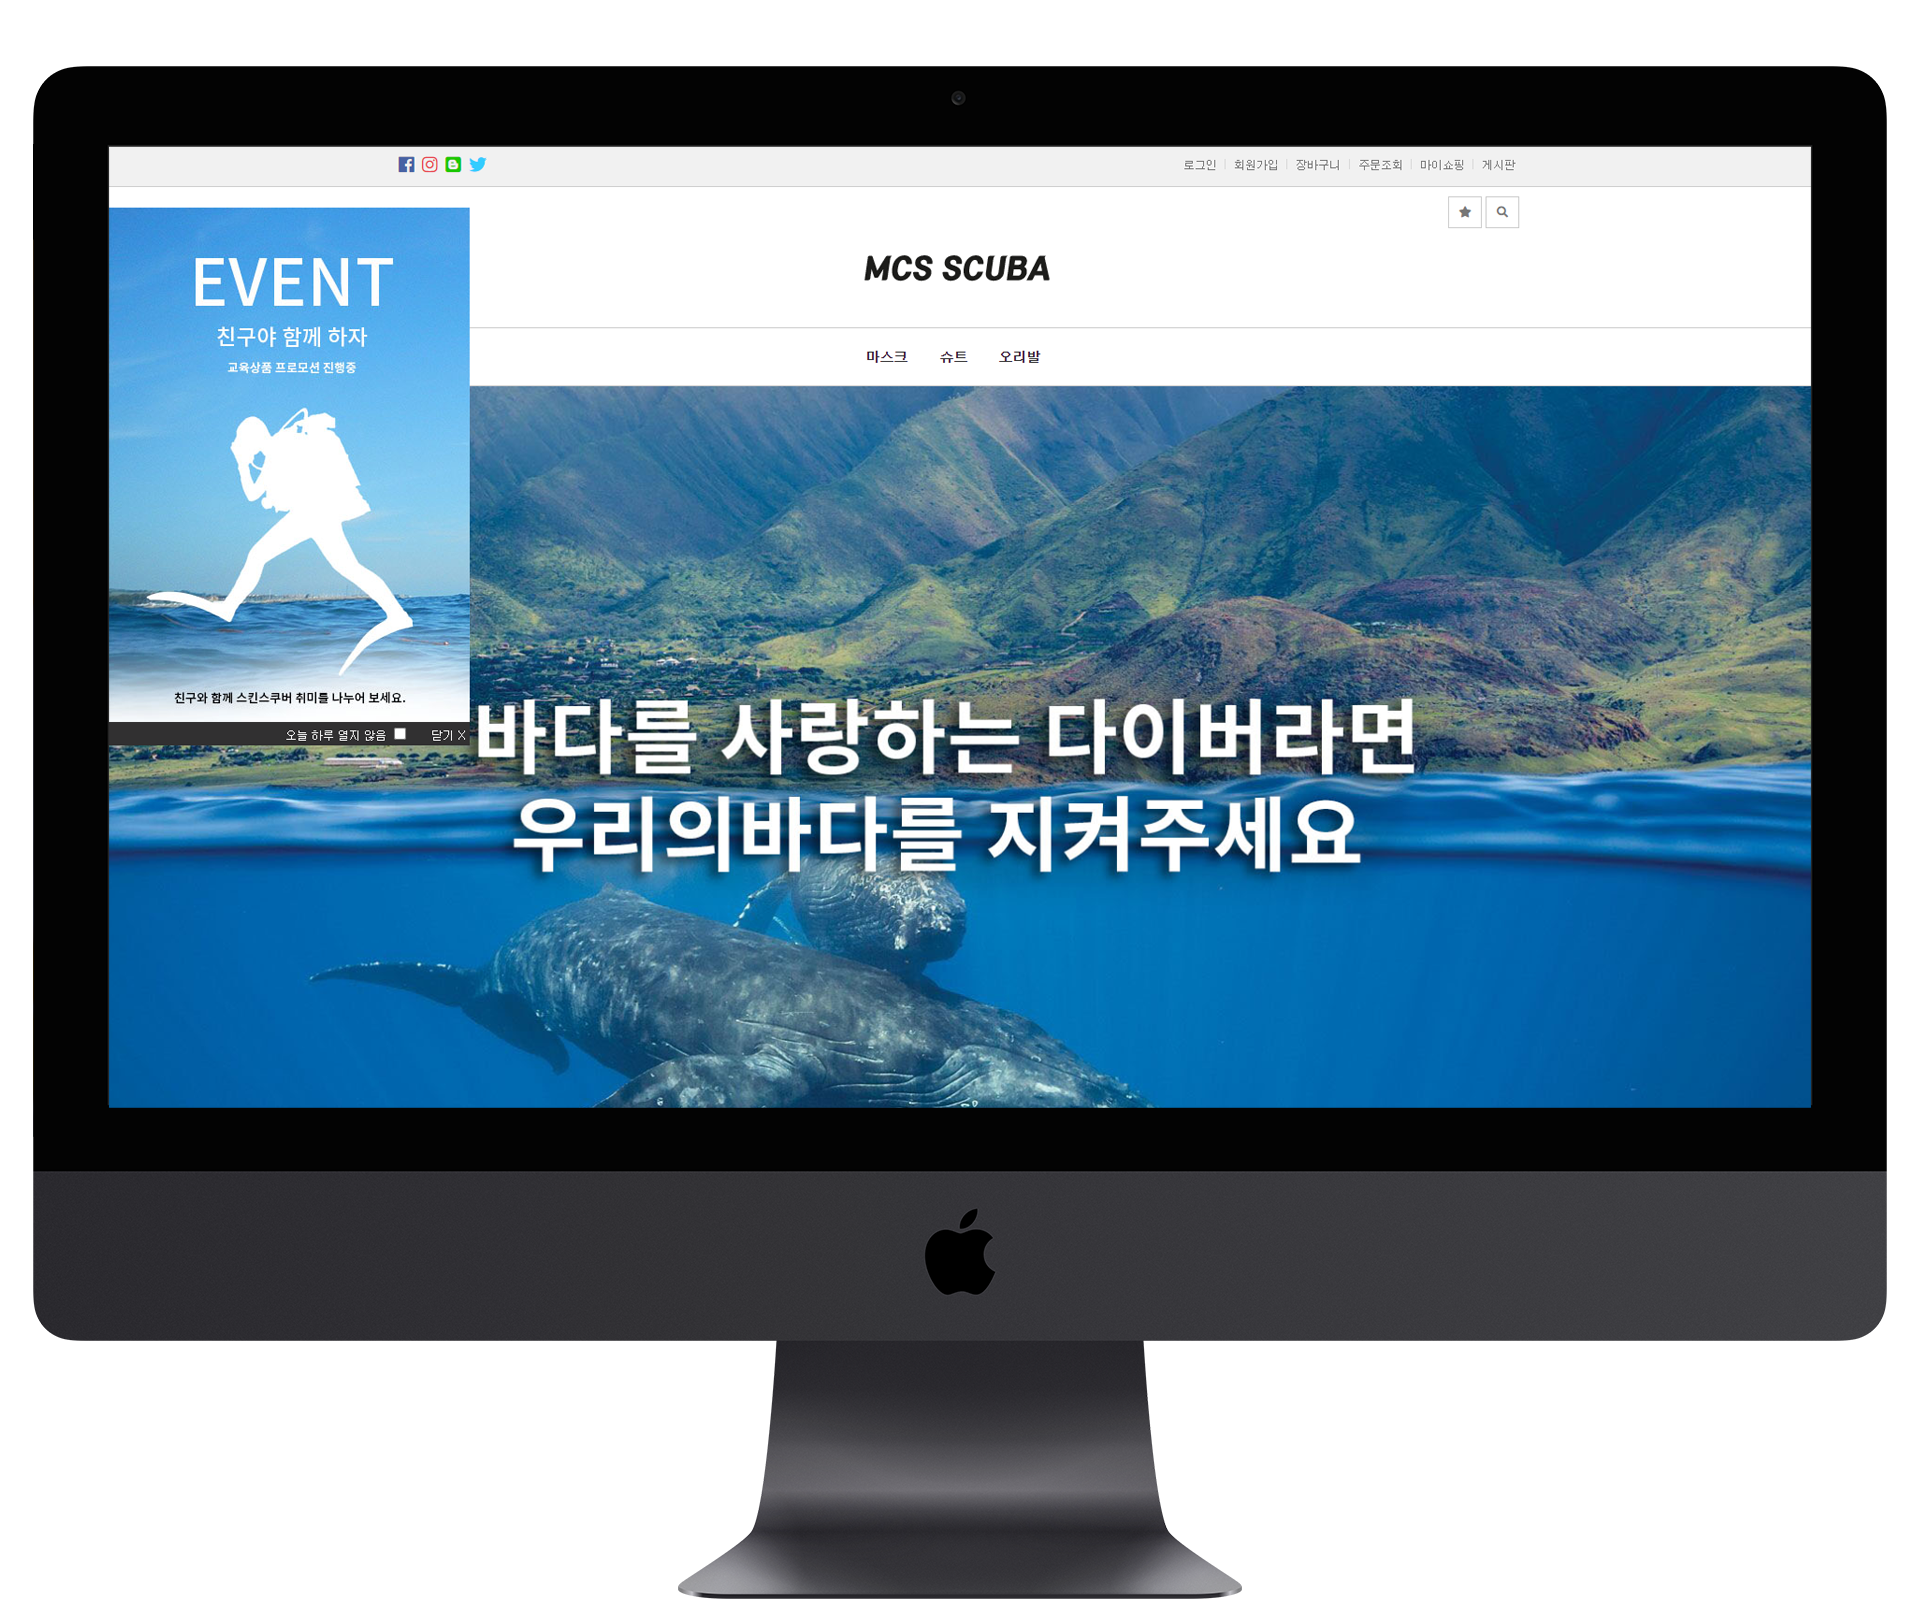 로그인 회원가입 장바구니 주문조회 마이쇼핑 게시판
MCS SCUBA
마스크 슈트 오리발
EVENT
친구야 함께 하자
교육상품 프로모션 진행중
친구와 함께 스킨스쿠버 취미를 나누어 보세요.
오늘 하루 열지 않음 닫기 X
바다를 사랑하는 다이버라면
우리의바다를 지켜주세요